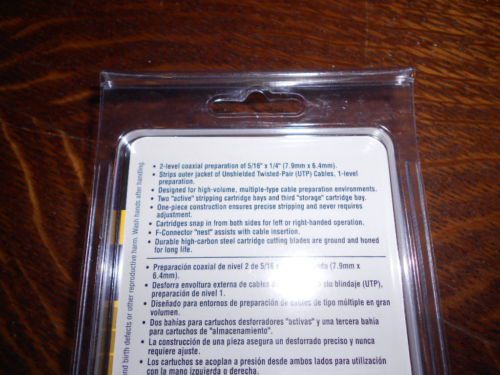 • 2-level coaxial preparation of 5/16" x 1/4" (7.9mm x 6.4mm).
• Strips outer jacket of Unshielded Twisted-Pair (UTP) Cables, 1-level
preparation.
• Designed for high-volume, multiple-type cable preparation environments.
• Two "active" stripping cartridge bays and third "storage" cartridge bay.
• One-piece construction ensures precise stripping and never requires
adjustment.
• Cartridges snap in from both sides for left or right-handed operation.
• F-Connector "nest" assists with cable insertion.
• Durable high-carbon steel cartridge cutting blades are ground and honed
for long life.
• Preparación coaxial de nivel 2 de 5/16 (7.9mm x
6.4mm).
• Desforra envoltura externa de cables sin blindaje (UTP),
preparación de nivel 1.
• Diseñado para entornos de preparación de cables de tipo múltiple en gran
volumen.
• Dos bahías para cartuchos desforradores "activas" y una tercera bahía
para cartuchos de "almacenamiento".
• La construcción de una pieza asegura un desforrado preciso y nunca
requiere ajuste.
• Los cartuchos se acoplan a presión desde ambos lados para utilización
con la mano izquierda o derecha.
and birth defects or other reproductive harm. Wash hands after handling.